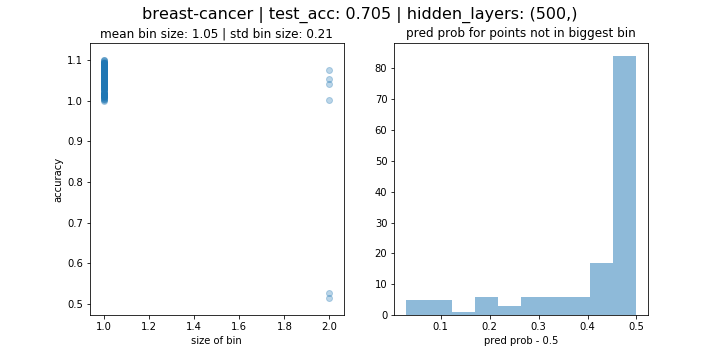 breast-cancer | test_acc: 0.705 | hidden_layers: (500,)
mean bin size: 1.05 | std bin size: 0.21
1.1
1.0
0.9
0.8
0.7
0.6
0.5
accuracy
1.0 1.2 1.4 1.6 1.8 2.0
size of bin
pred prob for points not in biggest bin
80
70
60
50
40
30
20
10
0
0.1 0.2 0.3 0.4 0.5
pred prob - 0.5